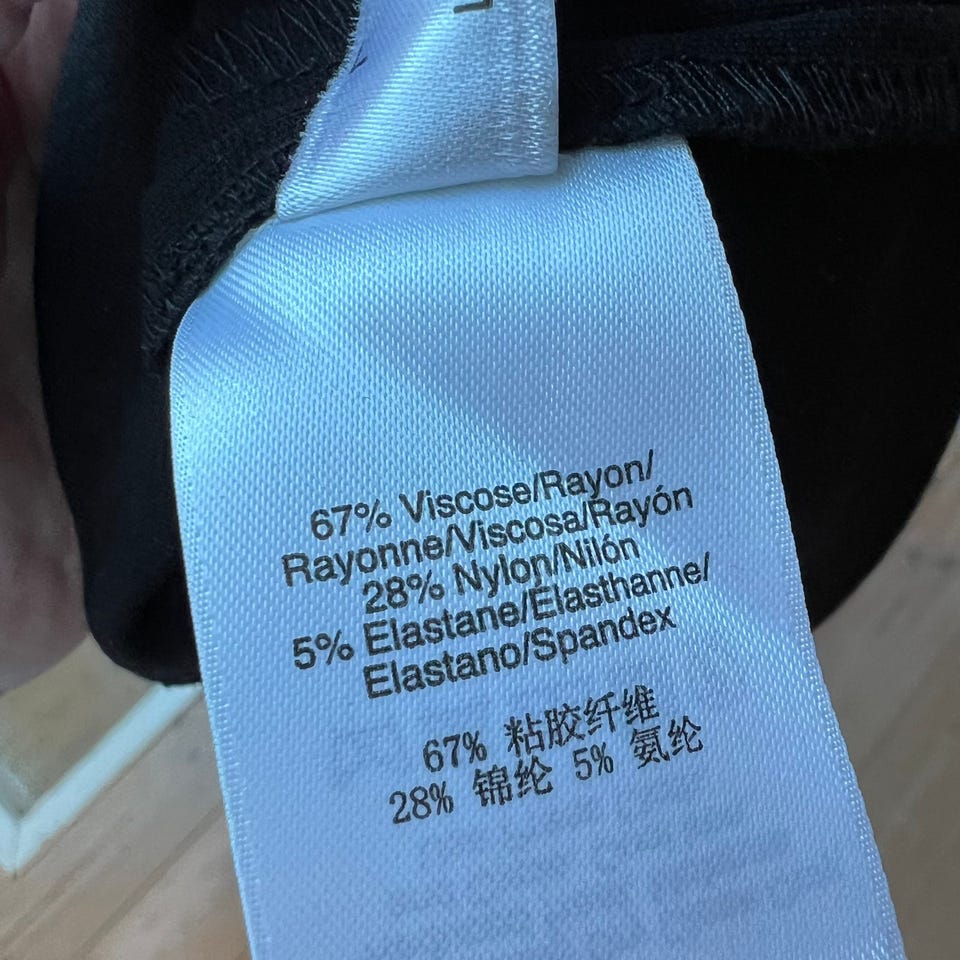 67% Viscose/Rayon/
Rayonne/Viscosa/Rayón
28% Nylon/Nilón
5% Elastane/Elasthanne/
Elastano/Spandex
67% 粘胶纤维
28% 锦纶 5% 氨纶